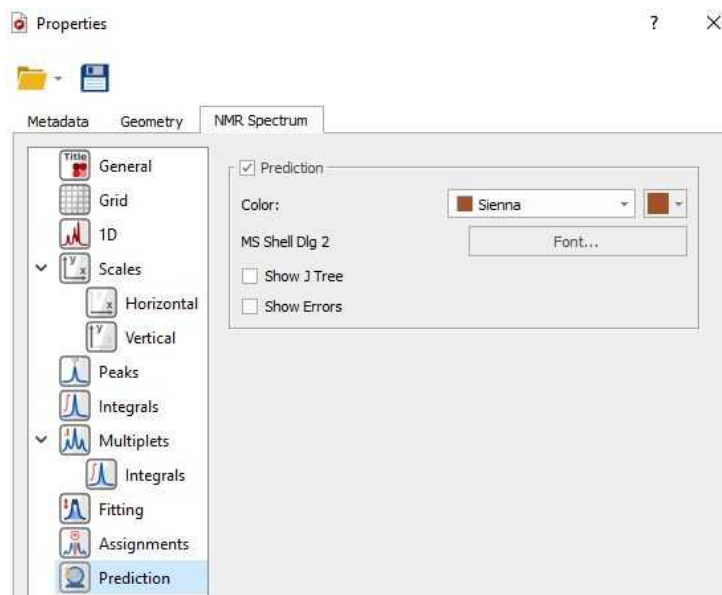 Properties
?
Metadata Geometry NMR Spectrum
Title
General
Grid
1D
Y
x
Scales
x
Horizontal
Y
Vertical
Peaks
Integrals
Multiplets
Integrals
Fitting
Assignments
Prediction
Prediction
Color: Sienna
MS Shell Dlg 2 Font...
Show J Tree
Show Errors